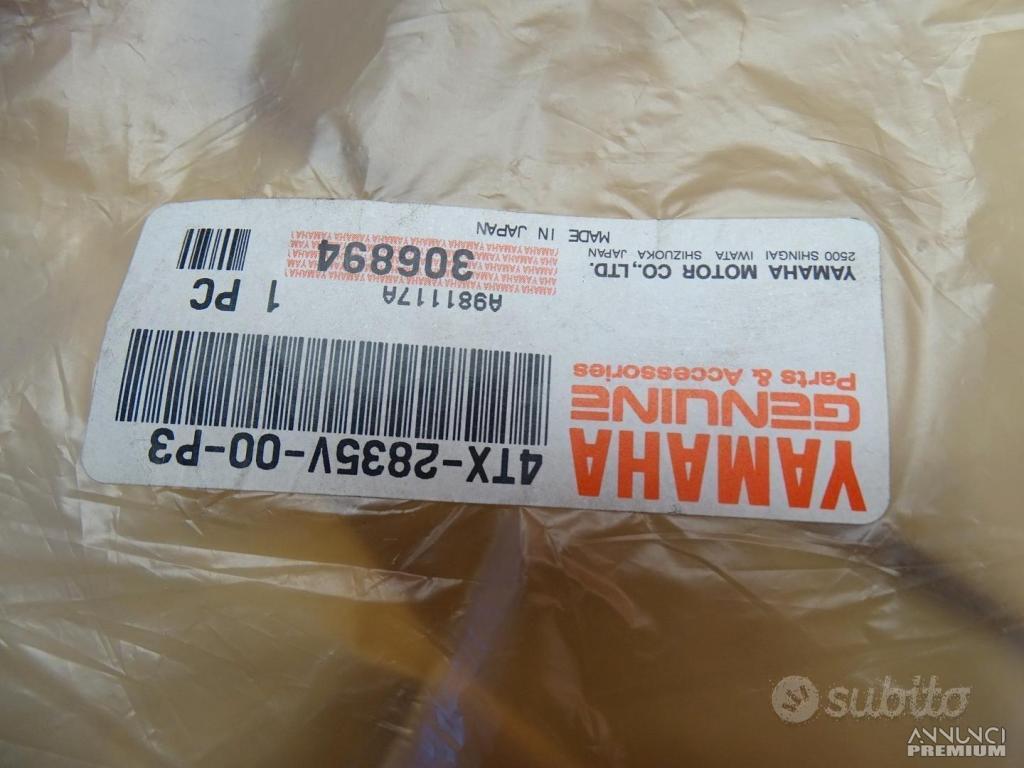 YAMAHA
GENUINE
Parts & Accessories
4TX-2835V-00-P3
1 PC
A981117A
306894
YAMAHA MOTOR CO., LTD.
2500 SHINGAI IWATA SHIZUOKA JAPAN
MADE IN JAPAN
subito
ANNUNCI
PREMIUM